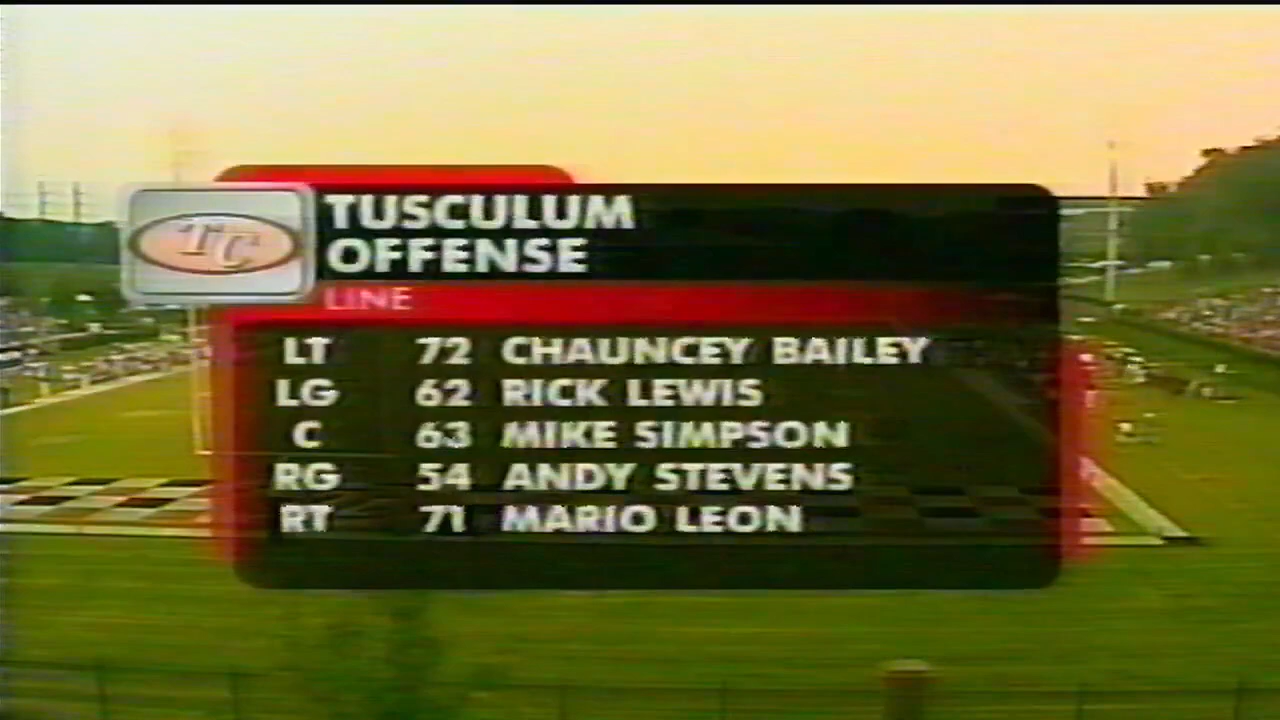 TC
TUSCULUM
OFFENSE
LINE
LT 72 CHAUNCEY BAILEY
LG 62 RICK LEWIS
C 63 MIKE SIMPSON
RG 54 ANDY STEVENS
RT 71 MARIO LEON